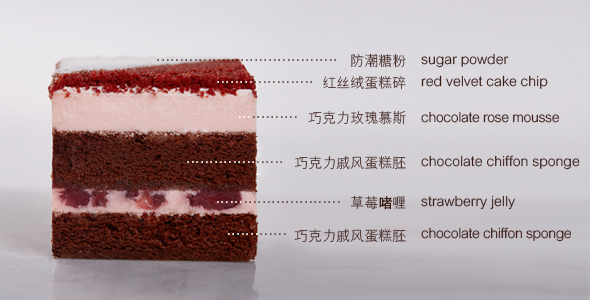 防潮糖粉 sugar powder
红丝绒蛋糕碎 red velvet cake chip
巧克力玫瑰慕斯 chocolate rose mousse
巧克力戚风蛋糕胚 chocolate chiffon sponge
草莓啫喱 strawberry jelly
巧克力戚风蛋糕胚 chocolate chiffon sponge